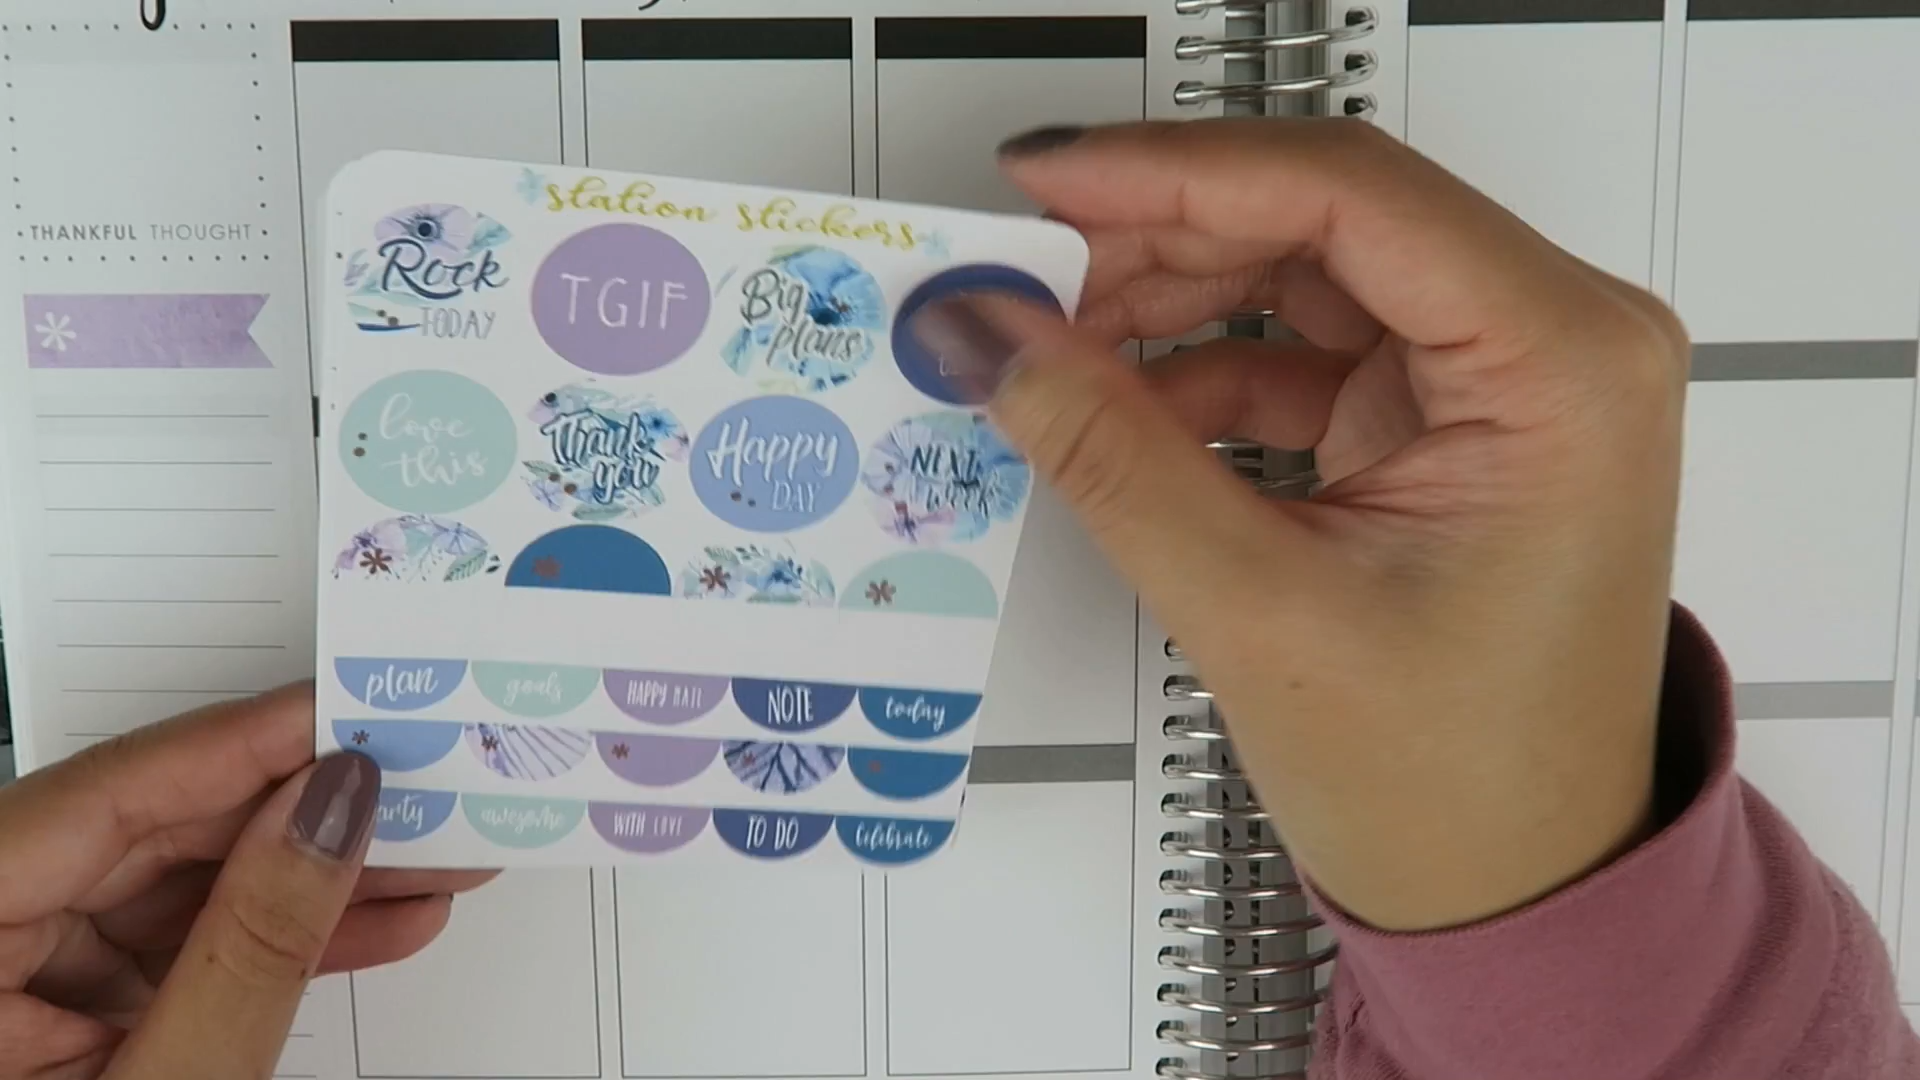 THANKFUL THOUGHT
station stickers
Rock
TODAY
TGIF
Big
plans
love
this
Thank
you
Happy
DAY
NEXT
week
plan
goals
HAPPY MAIL
NOTE
today
awesome
WITH LOVE
TO DO
Celebrate